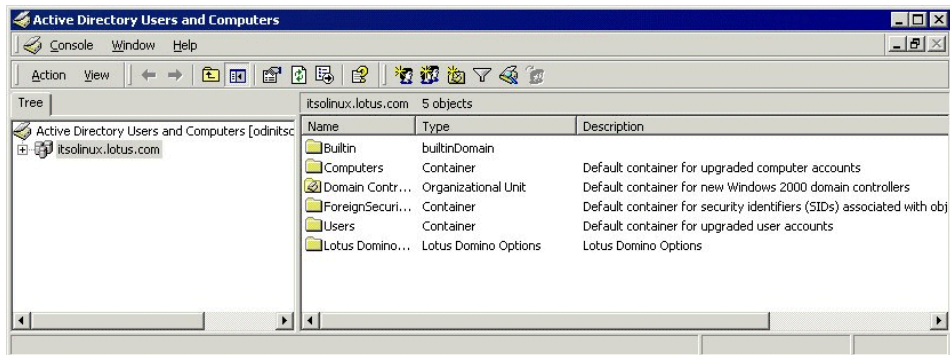 Active Directory Users and Computers
Console Window Help
Action View
Tree
itsolinux.lotus.com 5 objects
Active Directory Users and Computers [odinitsc
itsolinux.lotus.com
Name Type Description
Builtin builtinDomain
Computers Container Default container for upgraded computer accounts
Domain Contr... Organizational Unit Default container for new Windows 2000 domain controllers
ForeignSecuri... Container Default container for security identifiers (SIDs) associated with obj
Users Container Default container for upgraded user accounts
Lotus Domino... Lotus Domino Options Lotus Domino Options